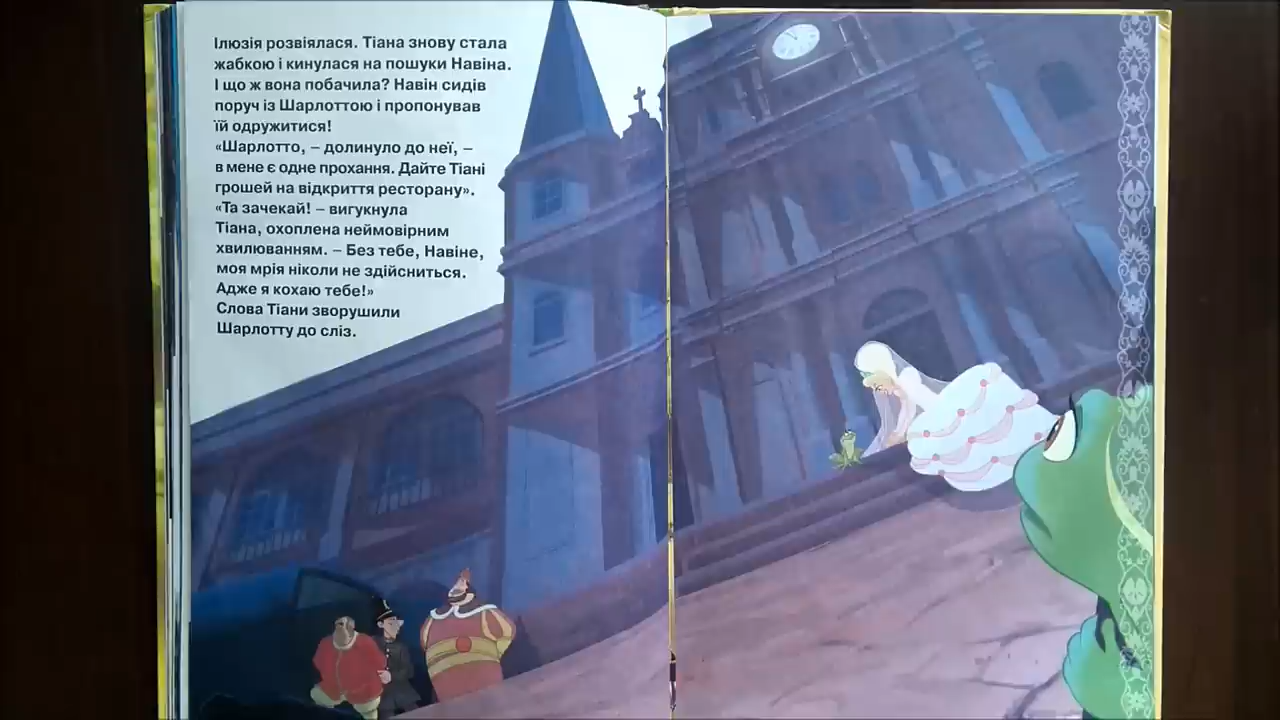 Ілюзія розвіялася. Тіана знову стала
жабкою і кинулася на пошуки Навіна.
І що ж вона побачила? Навін сидів
поруч із Шарлоттою і пропонував
їй одружитися!
«Шарлотто, – долинуло до неї, –
в мене є одне прохання. Дайте Тіані
грошей на відкриття ресторану».
«Та зачекай! – вигукнула
Тіана, охоплена неймовірним
хвилюванням. – Без тебе, Навіне,
моя мрія ніколи не здійсниться.
Адже я кохаю тебе!»
Слова Тіани зворушили
Шарлотту до сліз.